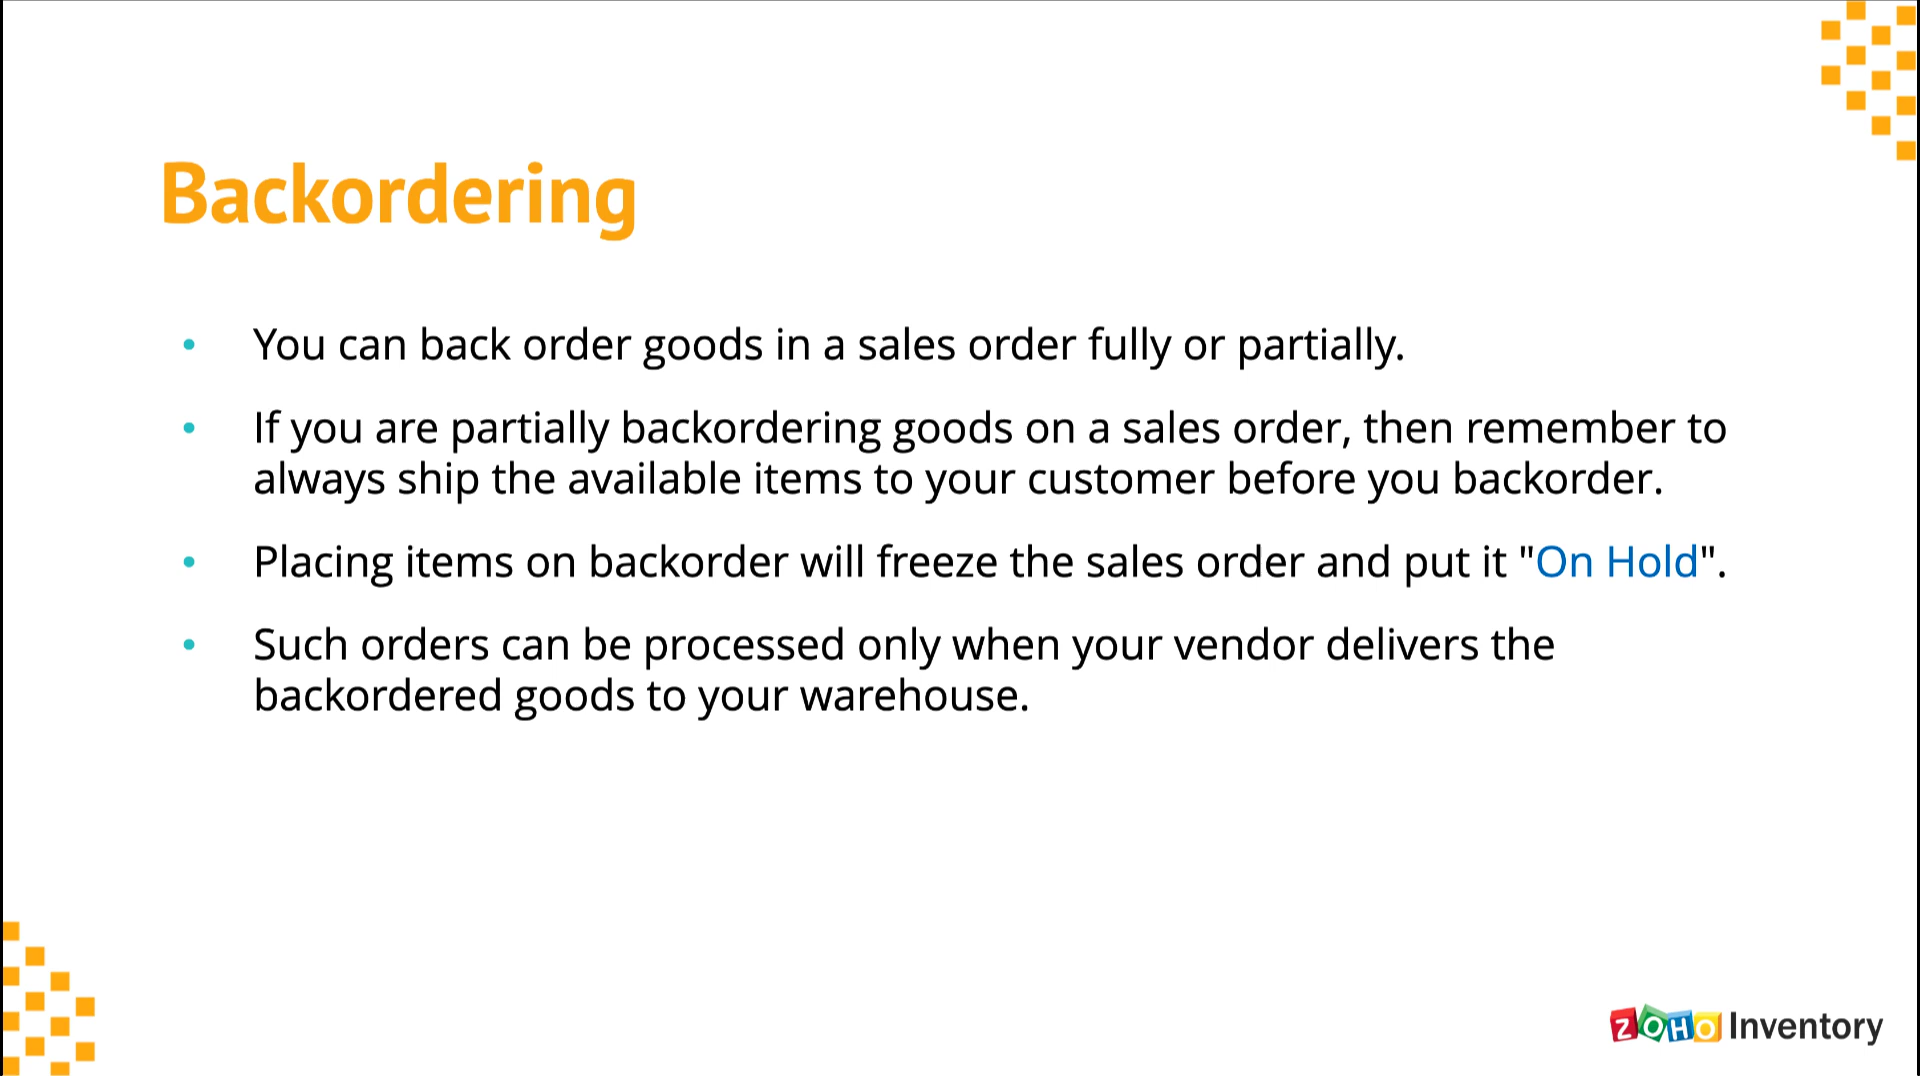 Backordering
• You can back order goods in a sales order fully or partially.
• If you are partially backordering goods on a sales order, then remember to
always ship the available items to your customer before you backorder.
• Placing items on backorder will freeze the sales order and put it "On Hold".
• Such orders can be processed only when your vendor delivers the
backordered goods to your warehouse.
ZOHO Inventory